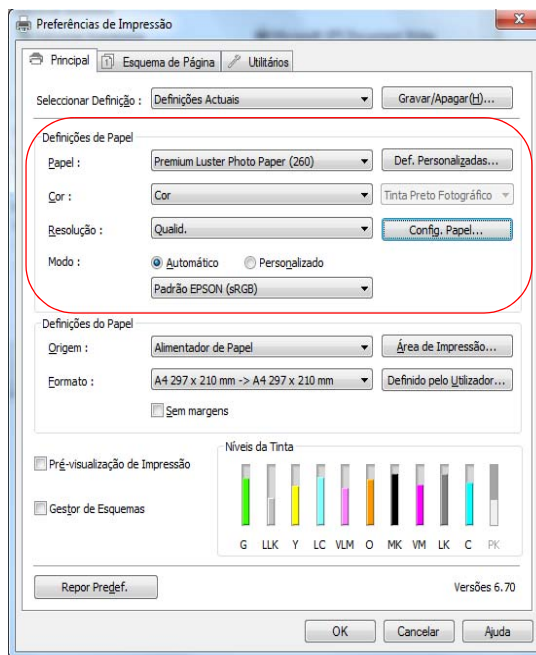 Preferências de Impressão
Principal Esquema de Página Utilitários
Seleccionar Definição : Definições Actuais Gravar/Apagar(H)...
Definições de Papel
Papel : Premium Luster Photo Paper (260) Def. Personalizadas...
Cor : Cor Tinta Preto Fotográfico
Resolução : Qualid. Config. Papel...
Modo : Automático Personalizado
Padrão EPSON (sRGB)
Definições do Papel
Origem : Alimentador de Papel Área de Impressão...
Formato : A4 297 x 210 mm -> A4 297 x 210 mm Definido pelo Utilizador...
Sem margens
Níveis da Tinta
Pré-visualização de Impressão
Gestor de Esquemas
G LLK Y LC VLM O MK VM LK C PK
Repor Predef. Versões 6.70
OK Cancelar Ajuda